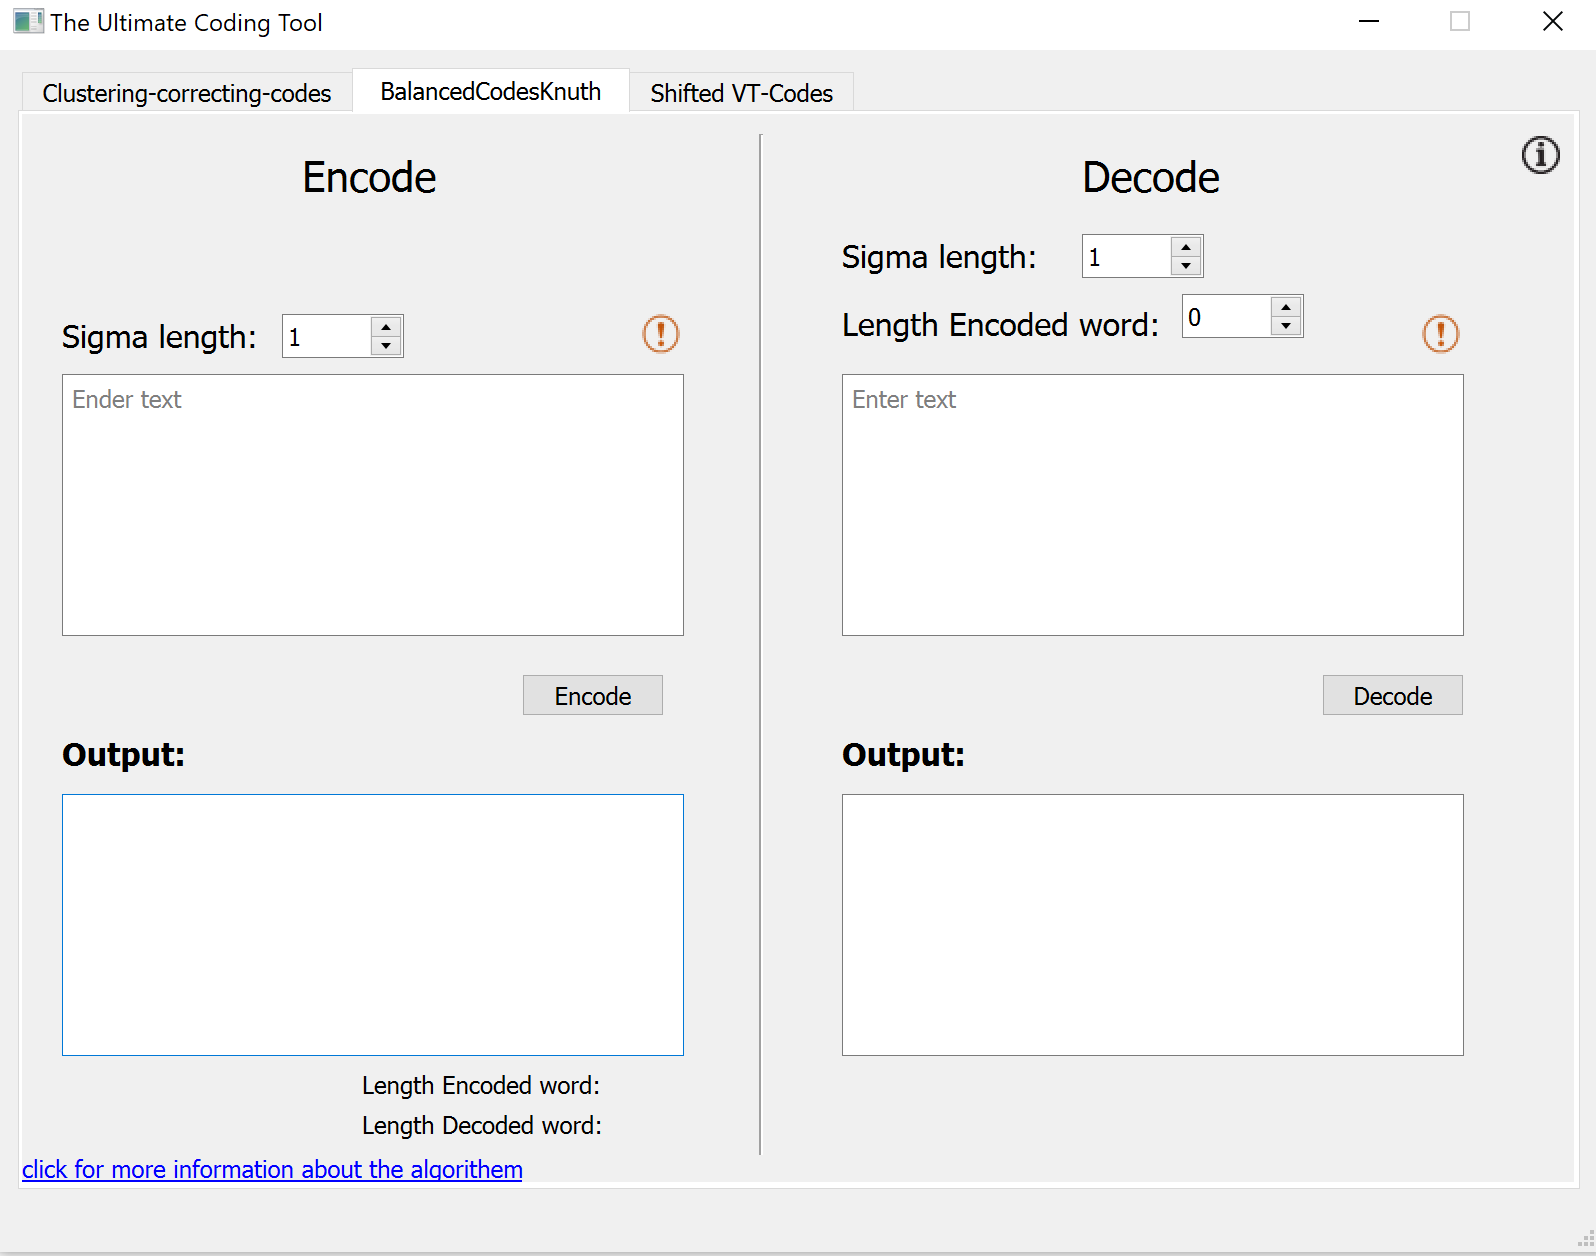 The Ultimate Coding Tool
Clustering-correcting-codes BalancedCodesKnuth Shifted VT-Codes
Encode
Sigma length: 1
Ender text
Encode
Output:
Length Encoded word:
Length Decoded word:
click for more information about the algorithem
Decode
Sigma length: 1
Length Encoded word: 0
Enter text
Decode
Output: